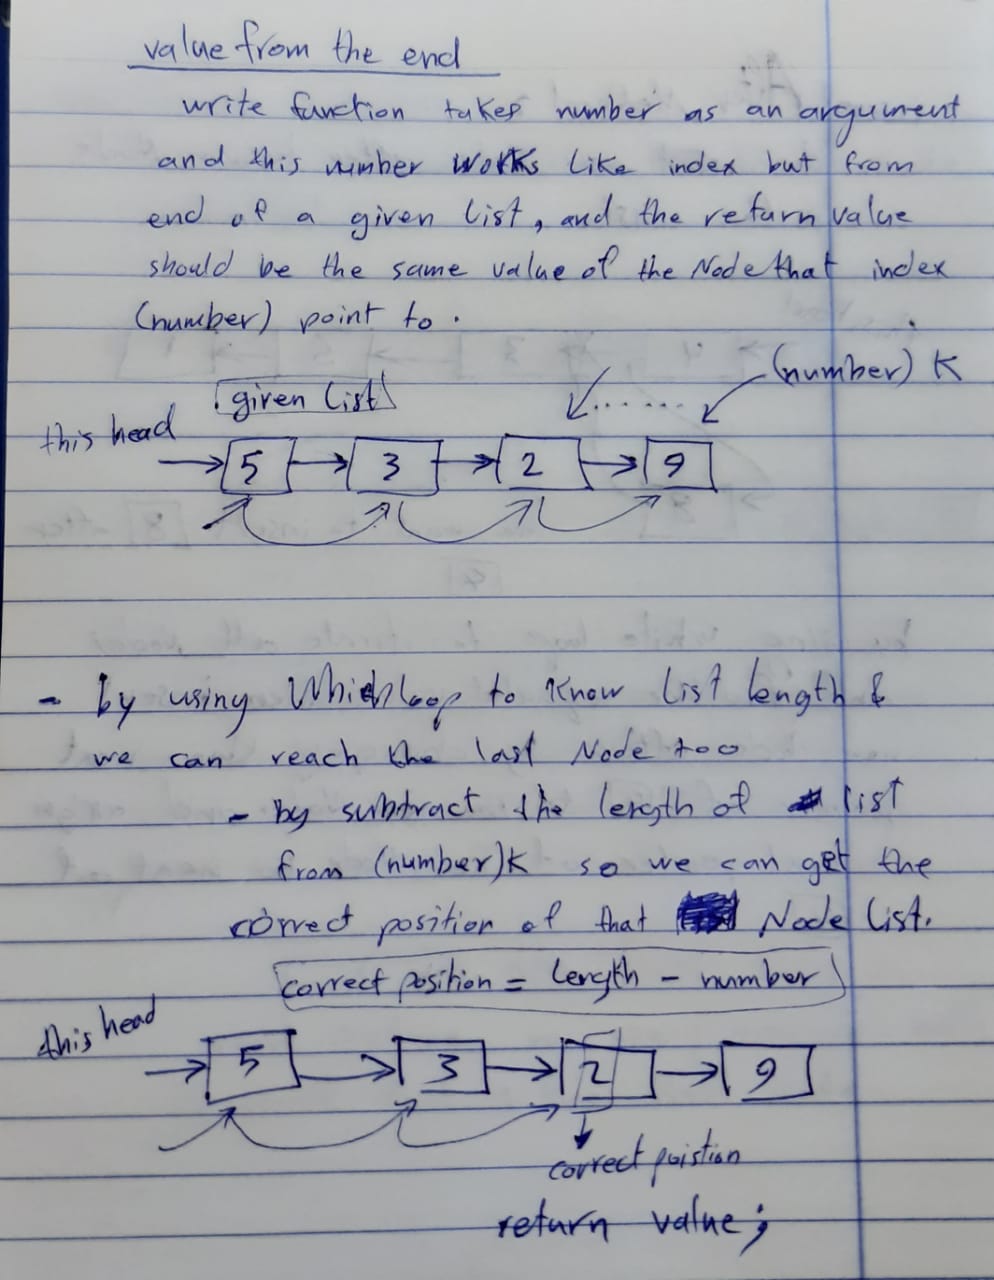 value from the end
write function takes number as an argument
and this number works like index but from
end of a given list, and the return value
should be the same value of the Node that index
(number) point to.
(number) K
given list
this head
5 3 2 9
- by using loop to know list length &
we can reach the last Node too
- by subtract the length of list
from (number)K so we can get the
correct position of that Node list.
correct position = length - number
this head
5 3 2 9
correct poistion
return value;